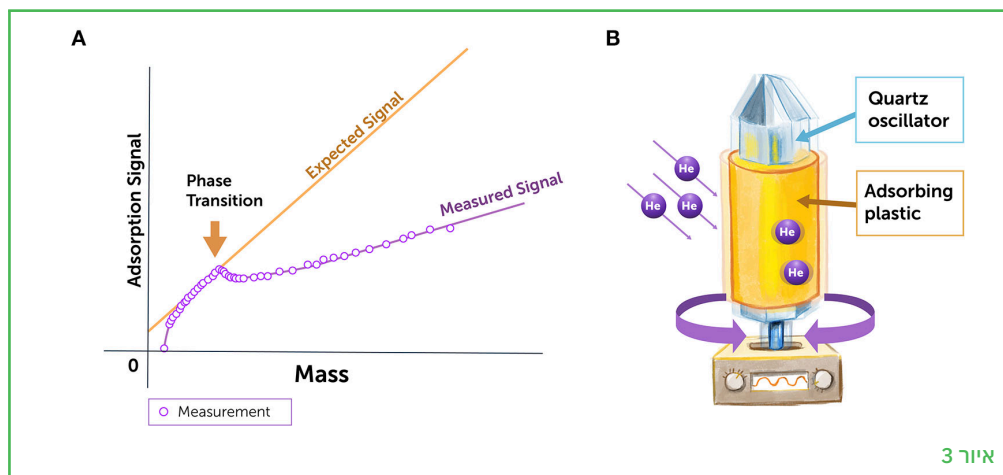 A
Adsorption Signal
Expected Signal
Phase
Transition
Measured Signal
0
Mass
Measurement
B
Quartz
oscillator
Adsorbing
plastic
He
He
He
He
He
איור 3